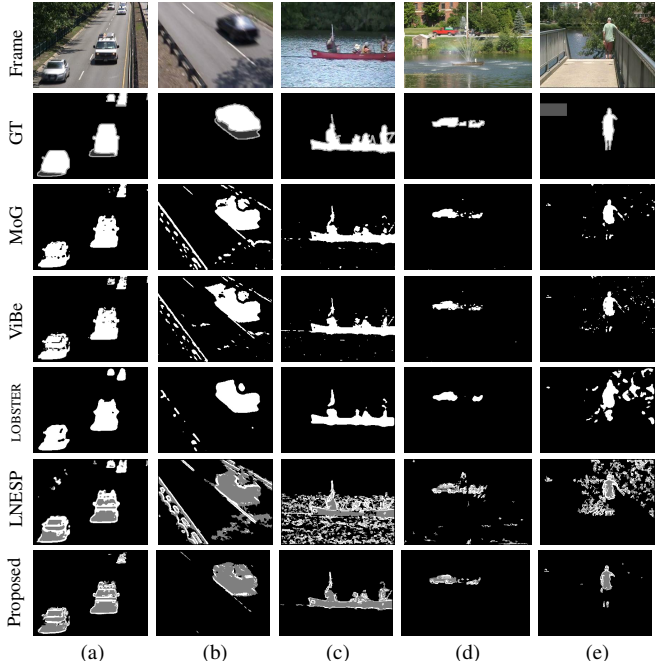 Frame
GT
MoG
ViBe
LOBSTER
LNESP
Proposed
(a) (b) (c) (d) (e)